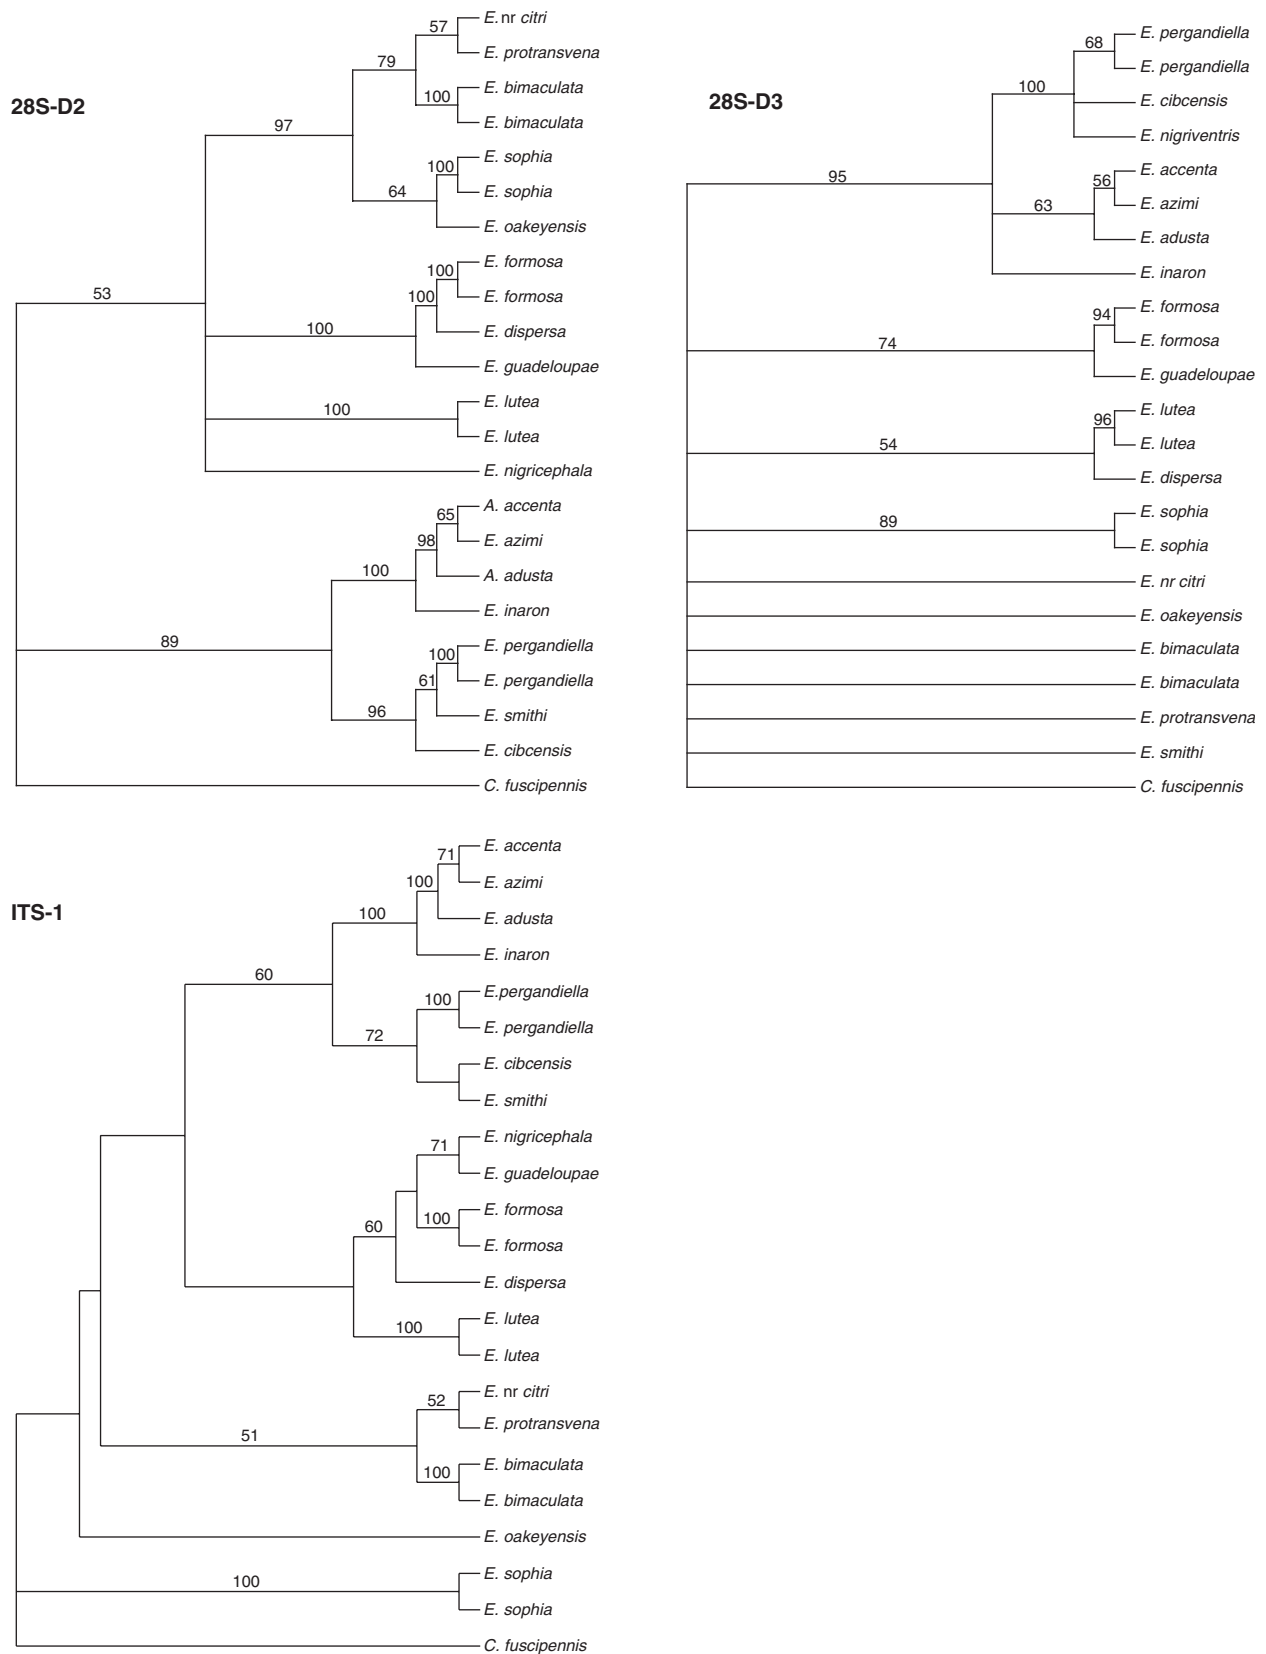 28S-D2
53
97
79
57
E. nr citri
E. protransvena
100
E. bimaculata
E. bimaculata
64
100
E. sophia
E. sophia
E. oakeyensis
100
100
100
E. formosa
E. formosa
E. dispersa
E. guadeloupae
100
E. lutea
E. lutea
E. nigricephala
89
100
98
65
A. accenta
E. azimi
A. adusta
E. inaron
96
61
100
E. pergandiella
E. pergandiella
E. smithi
E. cibcensis
C. fuscipennis
28S-D3
95
100
68
E. pergandiella
E. pergandiella
E. cibcensis
E. nigriventris
63
56
E. accenta
E. azimi
E. adusta
E. inaron
74
94
E. formosa
E. formosa
E. guadeloupae
54
96
E. lutea
E. lutea
E. dispersa
89
E. sophia
E. sophia
E. nr citri
E. oakeyensis
E. bimaculata
E. bimaculata
E. protransvena
E. smithi
C. fuscipennis
ITS-1
60
100
100
71
E. accenta
E. azimi
E. adusta
E. inaron
72
100
E.pergandiella
E. pergandiella
E. cibcensis
E. smithi
60
71
E. nigricephala
E. guadeloupae
100
E. formosa
E. formosa
E. dispersa
100
E. lutea
E. lutea
51
52
E. nr citri
E. protransvena
100
E. bimaculata
E. bimaculata
E. oakeyensis
100
E. sophia
E. sophia
C. fuscipennis